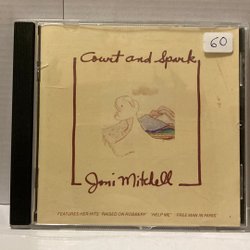 60
Court and Spark
Joni Mitchell
"FEATURES HER HITS "RAISED ON ROBBERY" "HELP ME" "FREE MAN IN PARIS"